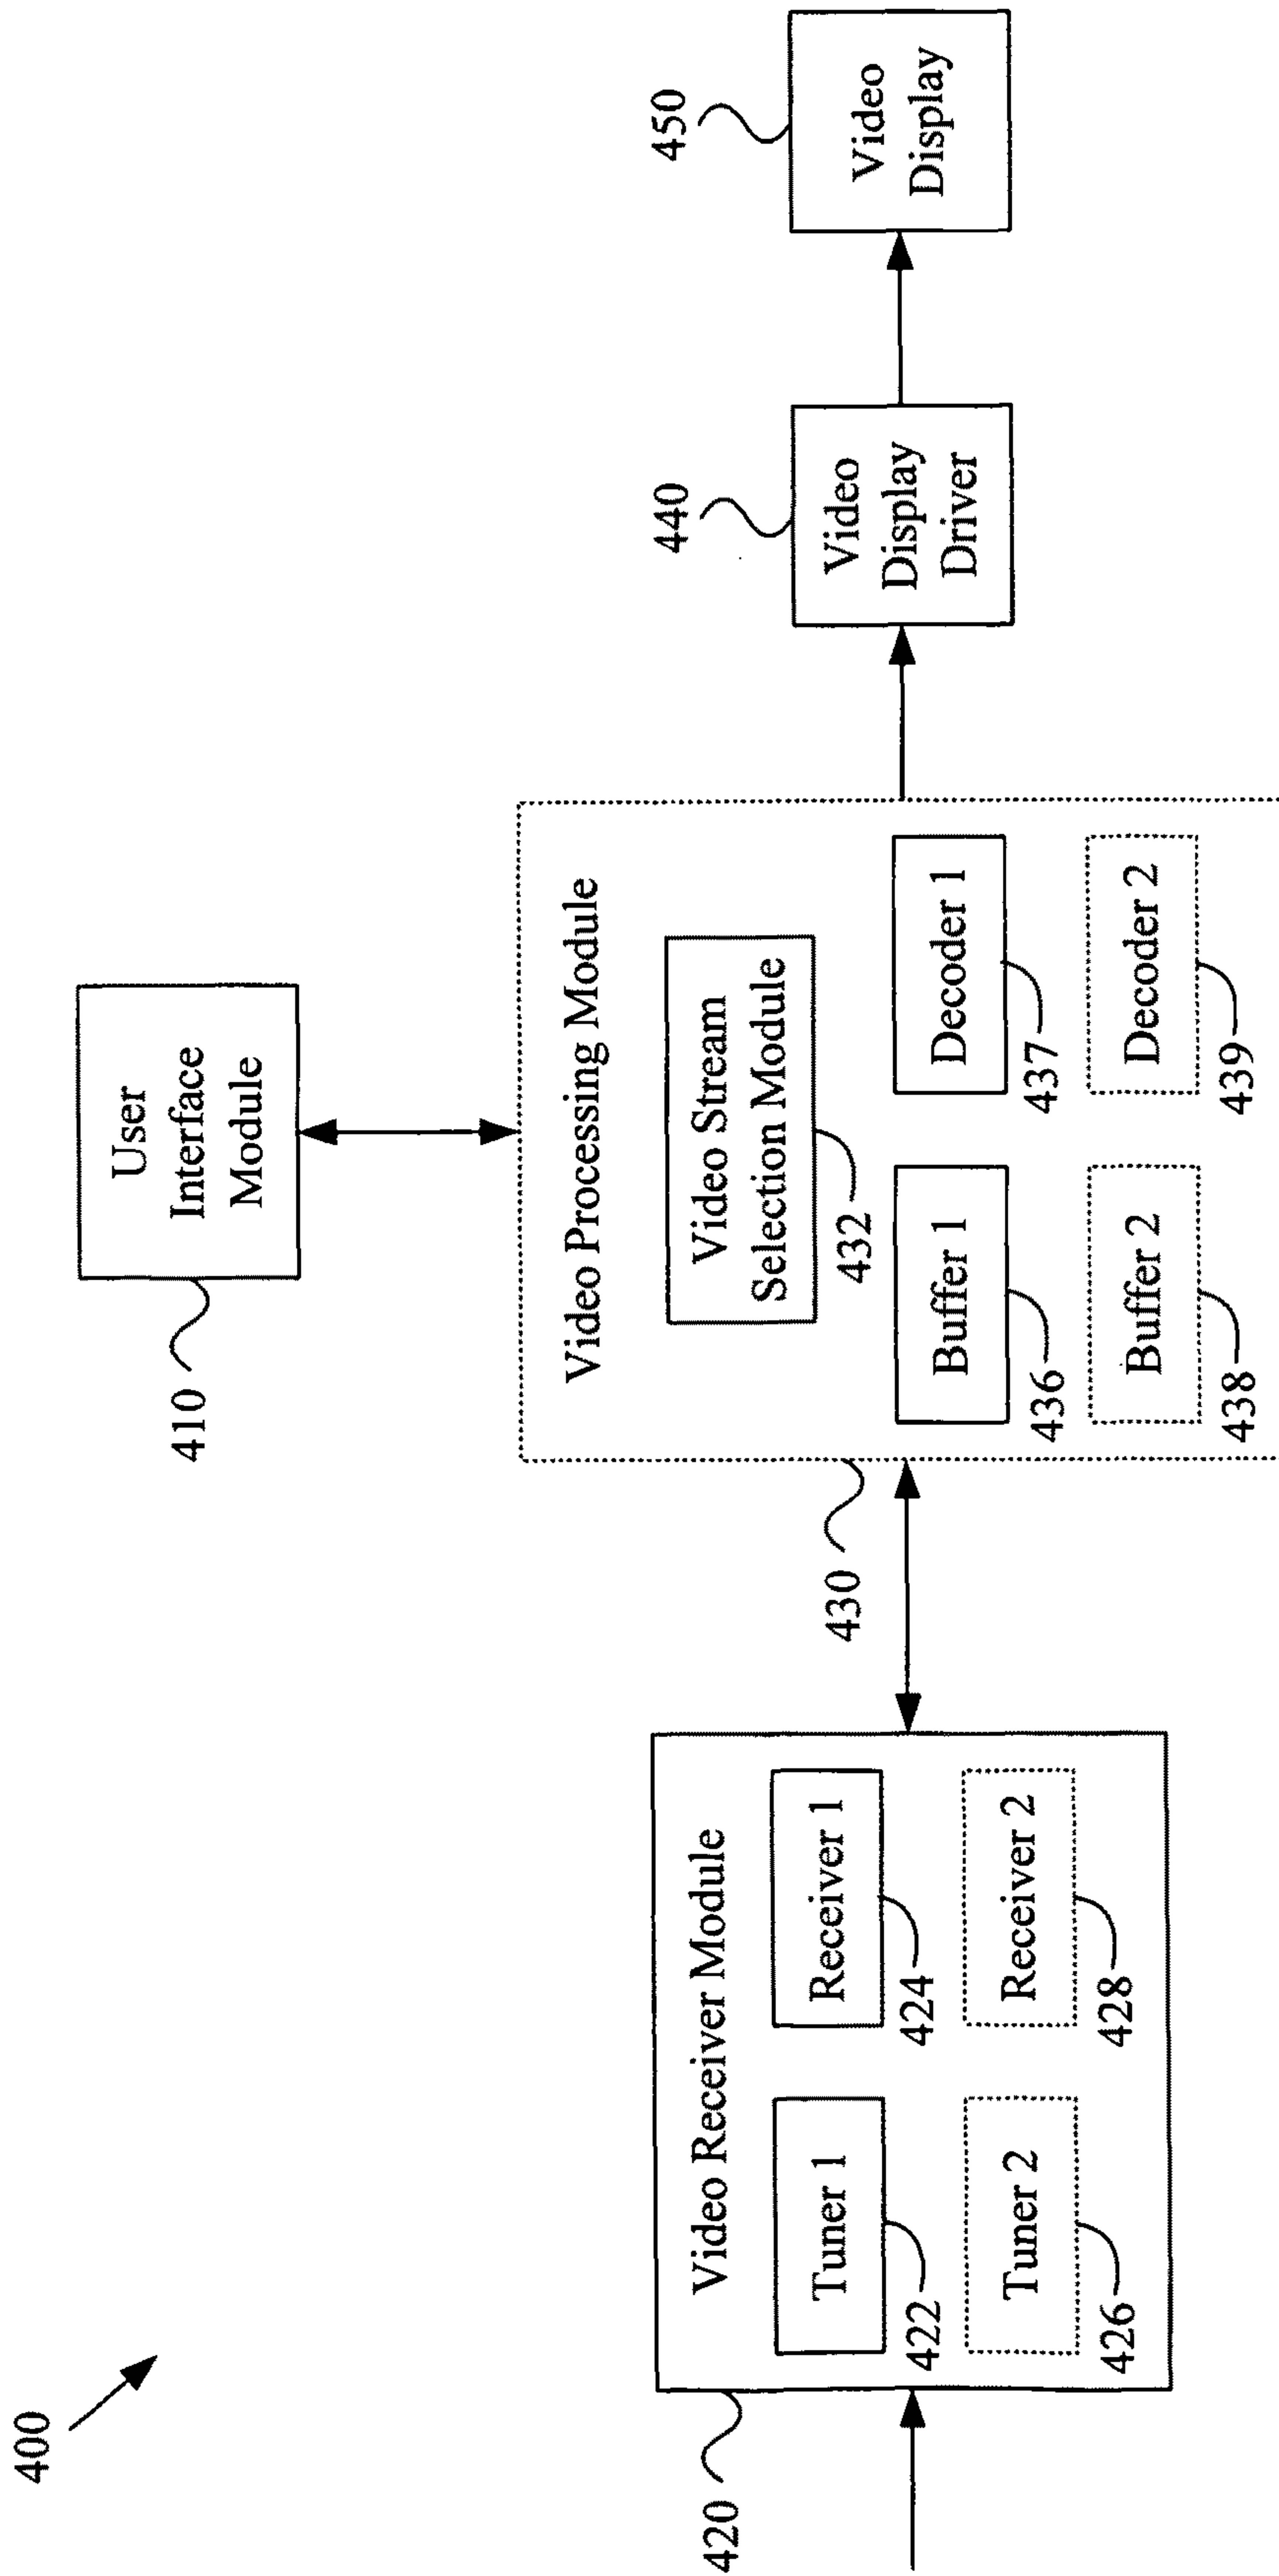 400
User
Interface
Module
410
Video Receiver Module
Tuner 1
Receiver 1
422
424
Tuner 2
Receiver 2
426
428
420
Video Processing Module
Video Stream
Selection Module
432
Buffer 1
Decoder 1
436
437
Buffer 2
Decoder 2
438
439
430
440
Video
Display
Driver
450
Video
Display